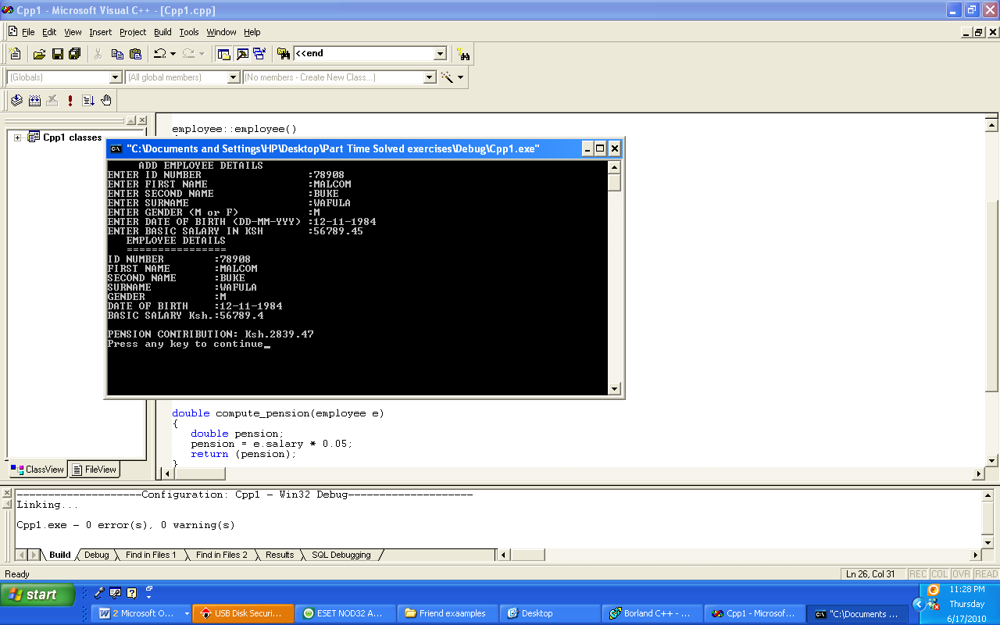 Cpp1 - Microsoft Visual C++ - [Cpp1.cpp]
File Edit View Insert Project Build Tools Window Help
<<end
(Globals) (All global members) (No members - Create New Class...)
Cpp1 classes
employee::employee()
"C:\Documents and Settings\HP\Desktop\Part Time Solved exercises\Debug\Cpp1.exe"
ADD EMPLOYEE DETAILS
ENTER ID NUMBER :78908
ENTER FIRST NAME :MALCOM
ENTER SECOND NAME :BUKE
ENTER SURNAME :WAFULA
ENTER GENDER (M or F) :M
ENTER DATE OF BIRTH (DD-MM-YYY) :12-11-1984
ENTER BASIC SALARY IN KSH :56789.45
EMPLOYEE DETAILS
================
ID NUMBER :78908
FIRST NAME :MALCOM
SECOND NAME :BUKE
SURNAME :WAFULA
GENDER :M
DATE OF BIRTH :12-11-1984
BASIC SALARY Ksh.:56789.4
PENSION CONTRIBUTION: Ksh.2839.47
Press any key to continue_
double compute_pension(employee e)
{
double pension;
pension = e.salary * 0.05;
return (pension);
}
ClassView FileView
--------------------Configuration: Cpp1 - Win32 Debug--------------------
Linking...
Cpp1.exe - 0 error(s), 0 warning(s)
Build Debug Find in Files 1 Find in Files 2 Results SQL Debugging
Ready Ln 26, Col 31 REC COL OVR READ
start
2 Microsoft O... USB Disk Securi... ESET NOD32 A... Friend exaamples Desktop Borland C++ - ... Cpp1 - Microsof... "C:\Documents ...
11:28 PM
Thursday
6/17/2010